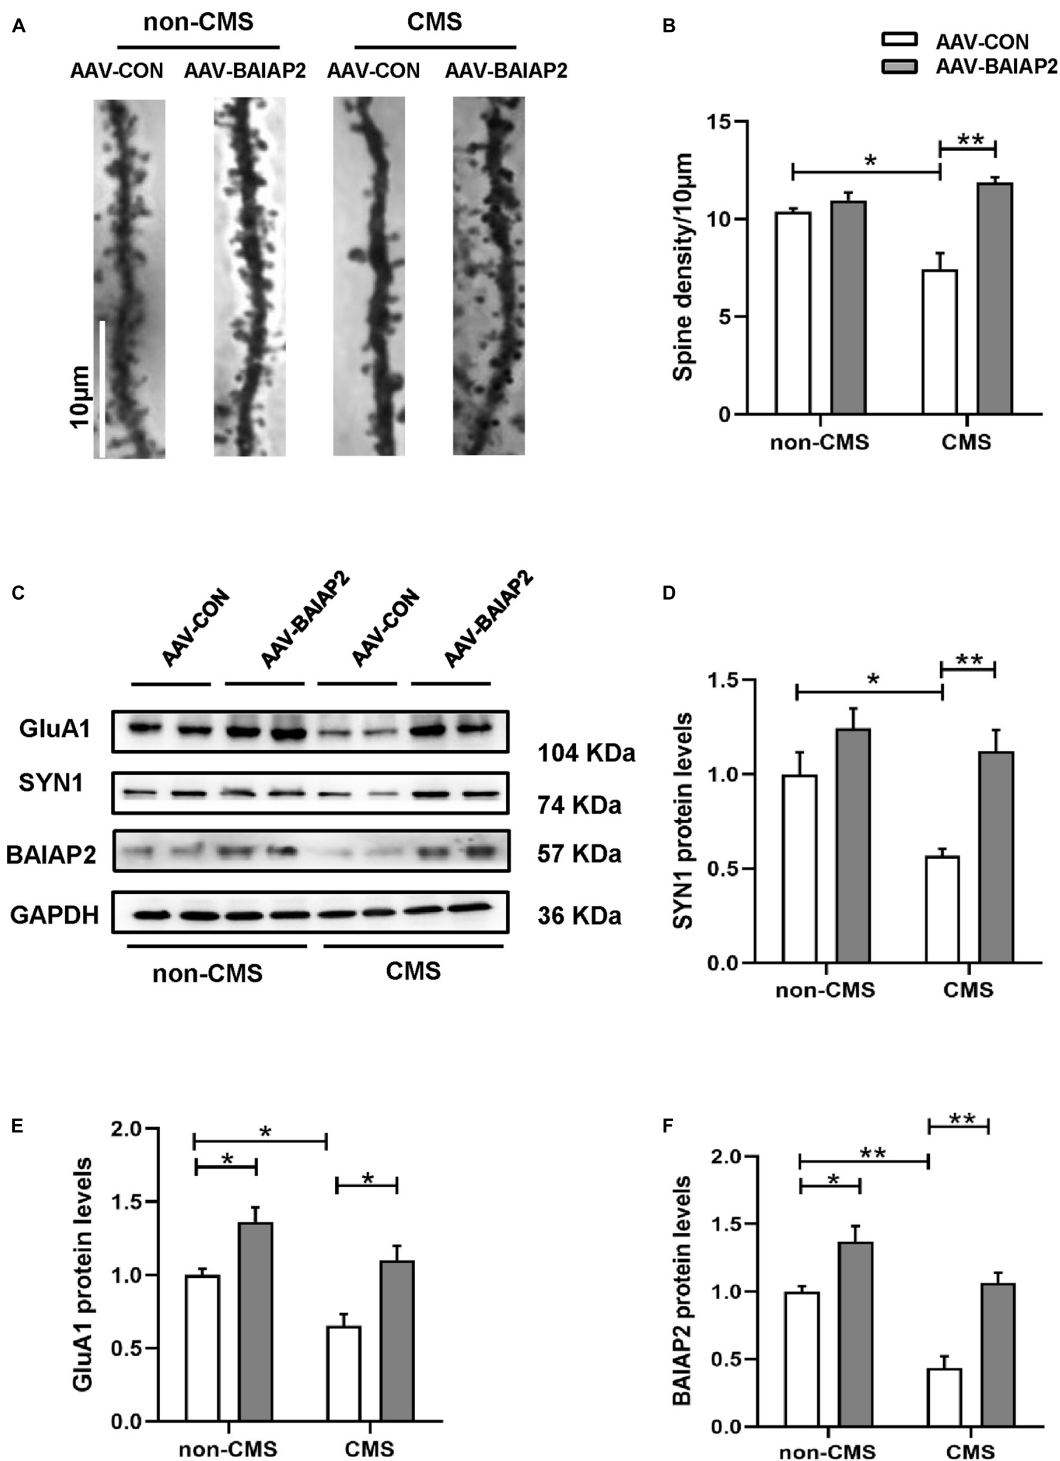 A
non-CMS CMS
AAV-CON AAV-BAIAP2 AAV-CON AAV-BAIAP2
10μm
B
AAV-CON
AAV-BAIAP2
Spine density/10μm
15
10
5
0
* **
non-CMS CMS
C
AAV-CON AAV-BAIAP2 AAV-CON AAV-BAIAP2
GluA1 104 KDa
SYN1 74 KDa
BAIAP2 57 KDa
GAPDH 36 KDa
non-CMS CMS
D
SYN1 protein levels
1.5
1.0
0.5
0.0
* **
non-CMS CMS
E
GluA1 protein levels
2.0
1.5
1.0
0.5
0.0
*
* *
non-CMS CMS
F
BAIAP2 protein levels
2.0
1.5
1.0
0.5
0.0
**
**
*
non-CMS CMS